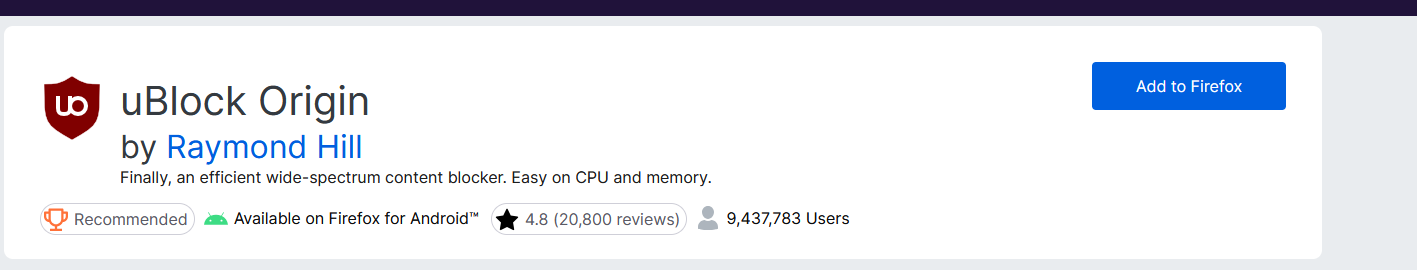 uo
uBlock Origin
Add to Firefox
by Raymond Hill
Finally, an efficient wide-spectrum content blocker. Easy on CPU and memory.
Recommended Available on Firefox for Android™ 4.8 (20,800 reviews) 9,437,783 Users